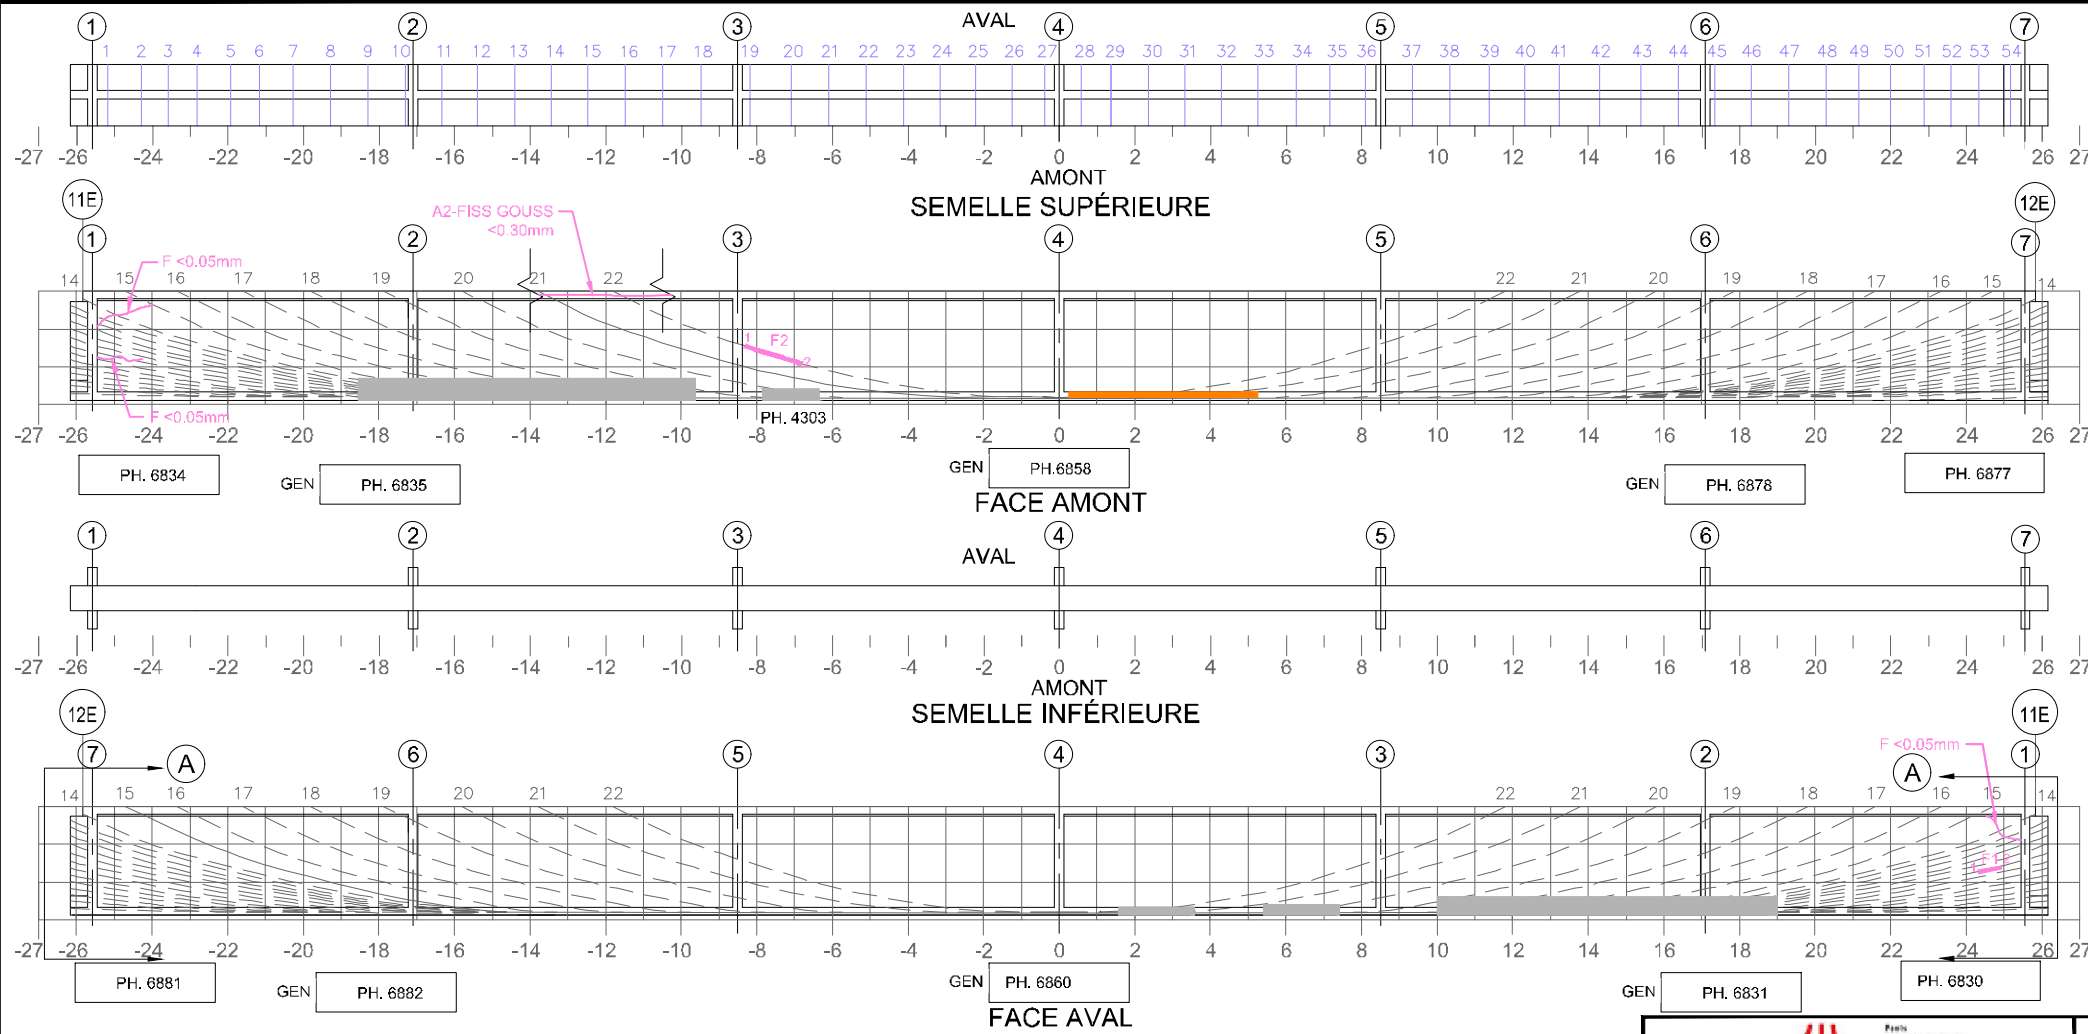 AVAL
1 2 3 4 5 6 7
1 2 3 4 5 6 7 8 9 10 11 12 13 14 15 16 17 18 19 20 21 22 23 24 25 26 27 28 29 30 31 32 33 34 35 36 37 38 39 40 41 42 43 44 45 46 47 48 49 50 51 52 53 54
-27 -26 -24 -22 -20 -18 -16 -14 -12 -10 -8 -6 -4 -2 0 2 4 6 8 10 12 14 16 18 20 22 24 26 27
AMONT
SEMELLE SUPÉRIEURE
11E 12E
A2-FISS GOUSS
<0.30mm
1 2 3 4 5 6 7
F <0.05mm
14 15 16 17 18 19 20 21 22 22 21 20 19 18 17 16 15 14
1 F2 2
F <0.05mm
PH. 4303
-27 -26 -24 -22 -20 -18 -16 -14 -12 -10 -8 -6 -4 -2 0 2 4 6 8 10 12 14 16 18 20 22 24 26 27
PH. 6834 GEN PH. 6835 GEN PH.6858 GEN PH. 6878 PH. 6877
FACE AMONT
1 2 3 4 5 6 7
AVAL
-27 -26 -24 -22 -20 -18 -16 -14 -12 -10 -8 -6 -4 -2 0 2 4 6 8 10 12 14 16 18 20 22 24 26 27
AMONT
SEMELLE INFÉRIEURE
12E 11E
F <0.05mm
7 A 6 5 4 3 2 A 1
14 15 16 17 18 19 20 21 22 22 21 20 19 18 17 16 15 14
1 F1 2
-27 -26 -24 -22 -20 -18 -16 -14 -12 -10 -8 -6 -4 -2 0 2 4 6 8 10 12 14 16 18 20 22 24 26 27
PH. 6881 GEN PH. 6882 GEN PH. 6860 GEN PH. 6831 PH. 6830
FACE AVAL